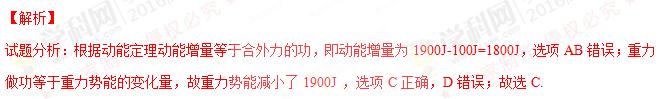 【解析】
试题分析：根据动能定理动能增量等于合外力的功，即动能增量为 1900J-100J=1800J，选项 AB 错误；重力
做功等于重力势能的变化量，故重力势能减小了 1900J ，选项 C 正确，D 错误；故选 C.